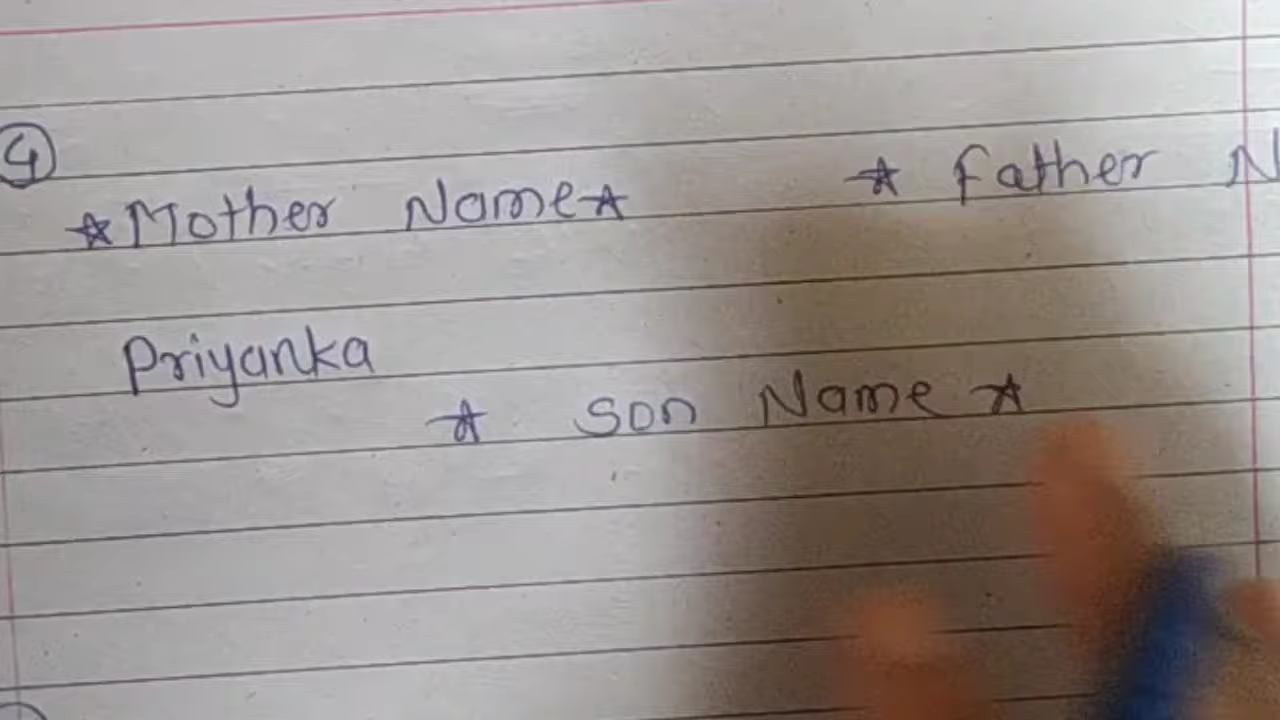 ④
☆Mother Name☆ ☆ Father N
Priyanka
☆ Son Name ☆